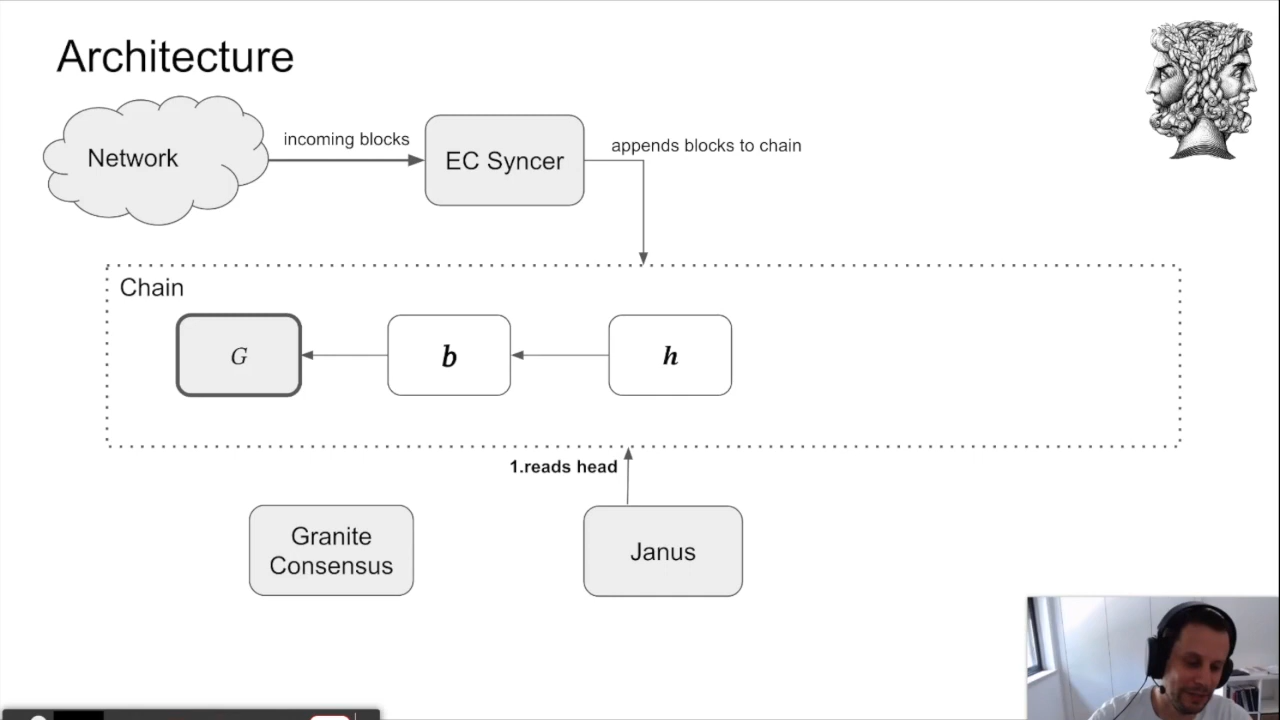 Architecture
Network
incoming blocks
EC Syncer
appends blocks to chain
Chain
G
b
h
1.reads head
Granite
Consensus
Janus